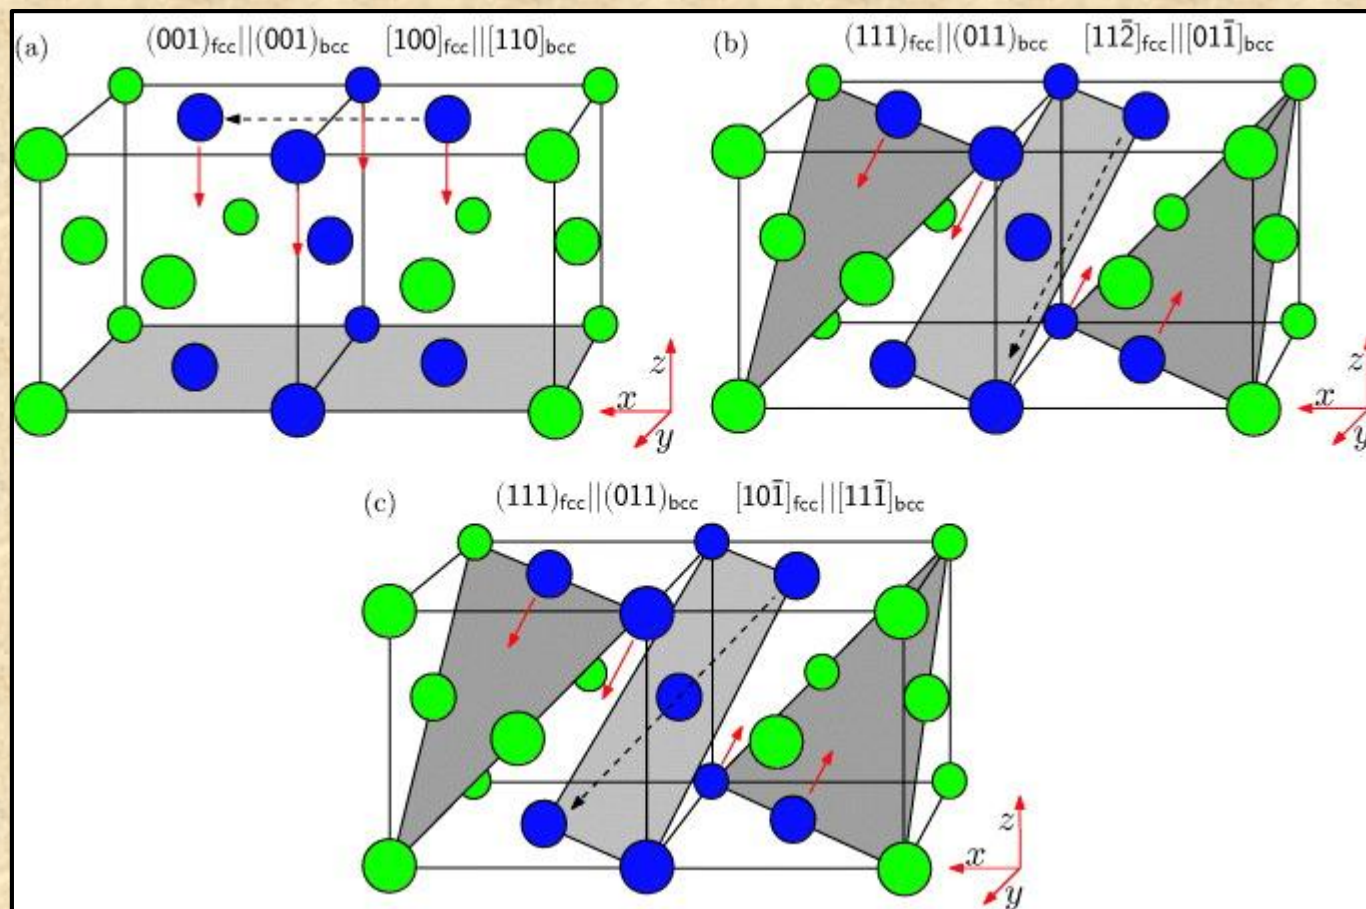 (a) (001)fcc||(001)bcc [100]fcc||[110]bcc
z
x
y
(b) (111)fcc||(011)bcc [112̄]fcc||[011̄]bcc
z
x
y
(c) (111)fcc||(011)bcc [101̄]fcc||[111̄]bcc
z
x
y